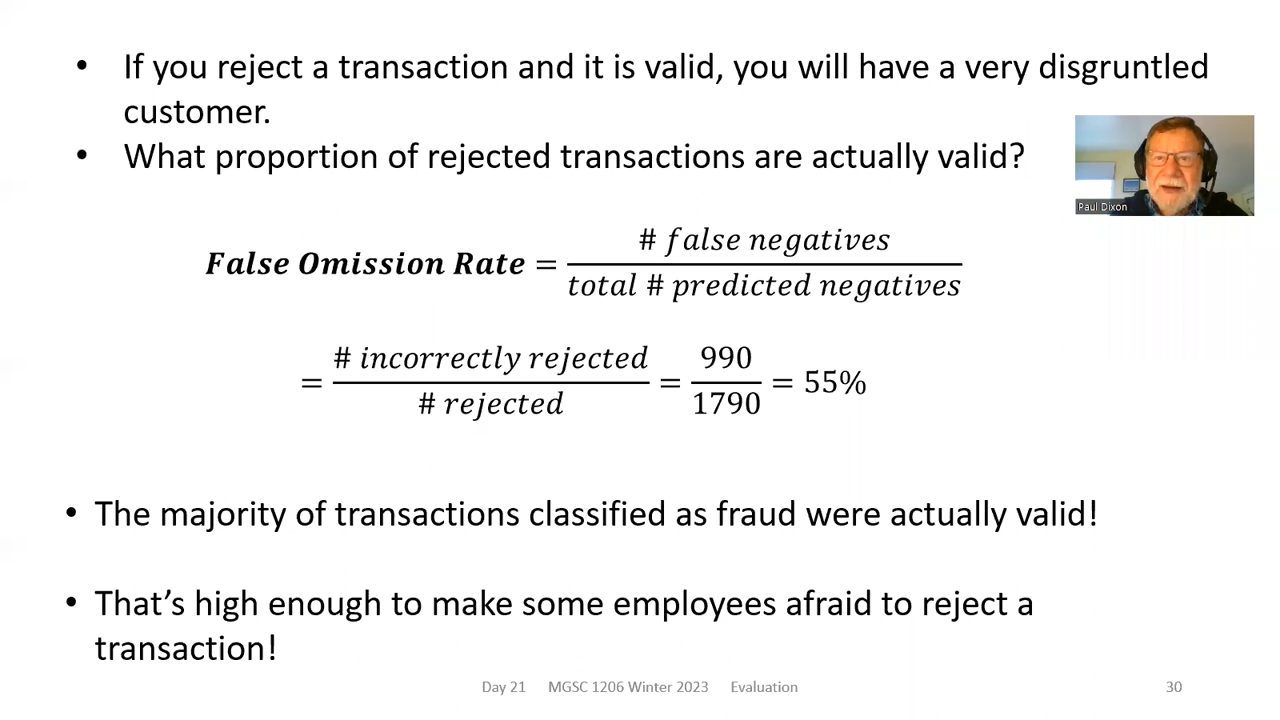 • If you reject a transaction and it is valid, you will have a very disgruntled
customer.
• What proportion of rejected transactions are actually valid?
Paul Dixon
False Omission Rate = # false negatives / total # predicted negatives
= # incorrectly rejected / # rejected = 990 / 1790 = 55%
• The majority of transactions classified as fraud were actually valid!
• That’s high enough to make some employees afraid to reject a
transaction!
Day 21 MGSC 1206 Winter 2023 Evaluation 30